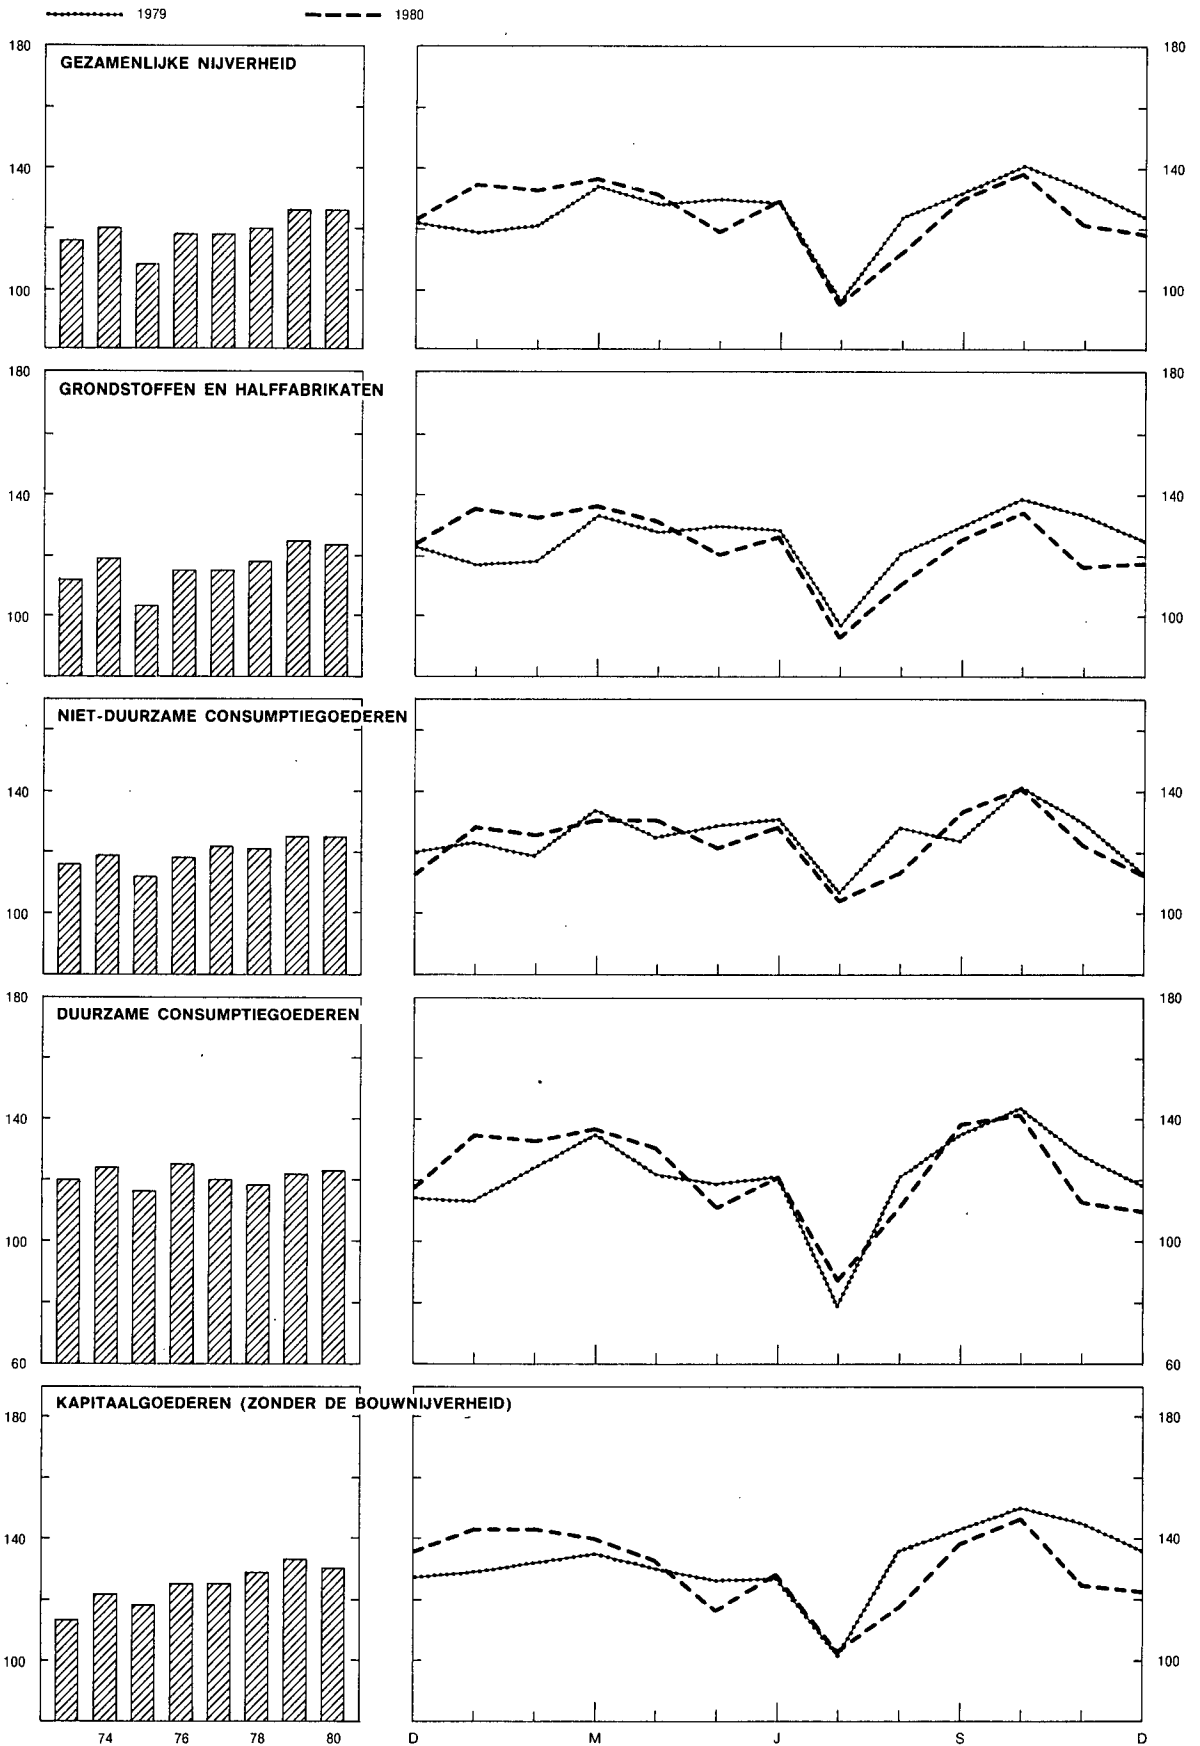 1979 1980
180 180
GEZAMENLIJKE NIJVERHEID
140 140
100 100
180 180
GRONDSTOFFEN EN HALFFABRIKATEN
140 140
100 100
NIET-DUURZAME CONSUMPTIEGOEDEREN
140 140
100 100
180 180
DUURZAME CONSUMPTIEGOEDEREN
140 140
100 100
60 60
KAPITAALGOEDEREN (ZONDER DE BOUWNIJVERHEID)
180 180
140 140
100 100
74 76 78 80 D M J S D